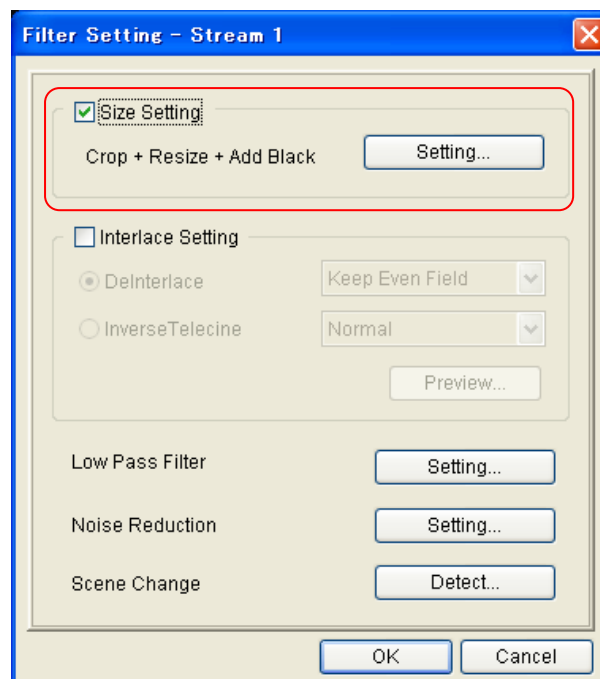 Filter Setting - Stream 1
Size Setting
Crop + Resize + Add Black Setting...
Interlace Setting
DeInterlace Keep Even Field
InverseTelecine Normal
Preview...
Low Pass Filter Setting...
Noise Reduction Setting...
Scene Change Detect...
OK Cancel